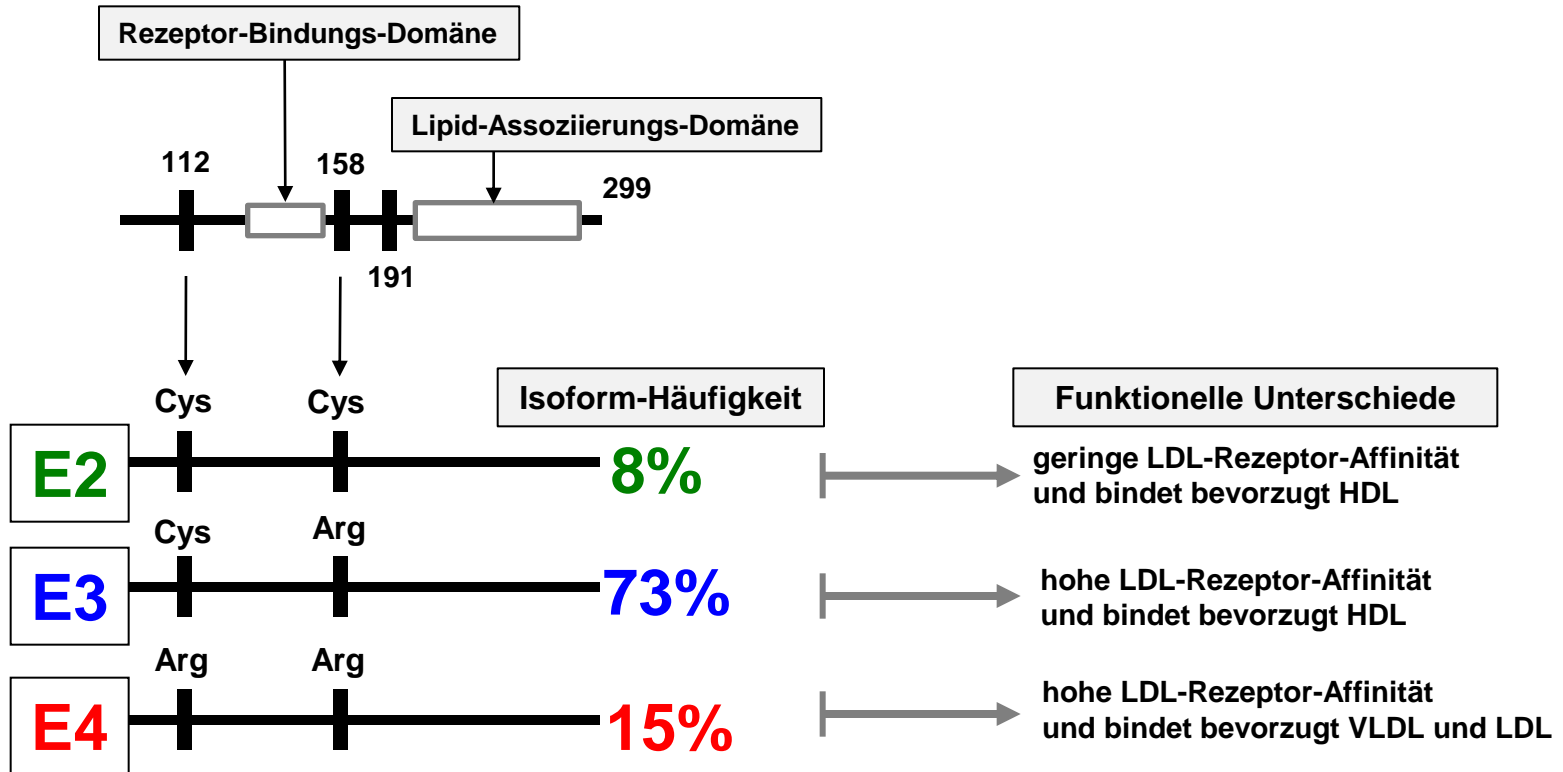 Rezeptor-Bindungs-Domäne
Lipid-Assoziierungs-Domäne
112
158
299
191
Isoform-Häufigkeit
Funktionelle Unterschiede
Cys
Cys
E2
8%
geringe LDL-Rezeptor-Affinität
und bindet bevorzugt HDL
Cys
Arg
E3
73%
hohe LDL-Rezeptor-Affinität
und bindet bevorzugt HDL
Arg
Arg
E4
15%
hohe LDL-Rezeptor-Affinität
und bindet bevorzugt VLDL und LDL